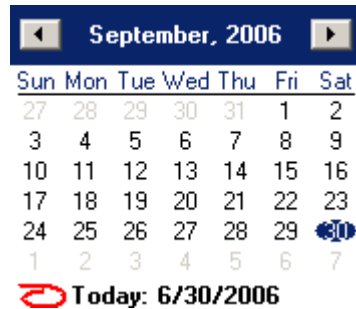 September, 2006
Sun Mon Tue Wed Thu Fri Sat
27 28 29 30 31 1 2
3 4 5 6 7 8 9
10 11 12 13 14 15 16
17 18 19 20 21 22 23
24 25 26 27 28 29 30
1 2 3 4 5 6 7
Today: 6/30/2006